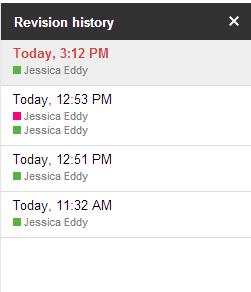 Revision history ×
Today, 3:12 PM
Jessica Eddy
Today, 12:53 PM
Jessica Eddy
Jessica Eddy
Today, 12:51 PM
Jessica Eddy
Today, 11:32 AM
Jessica Eddy